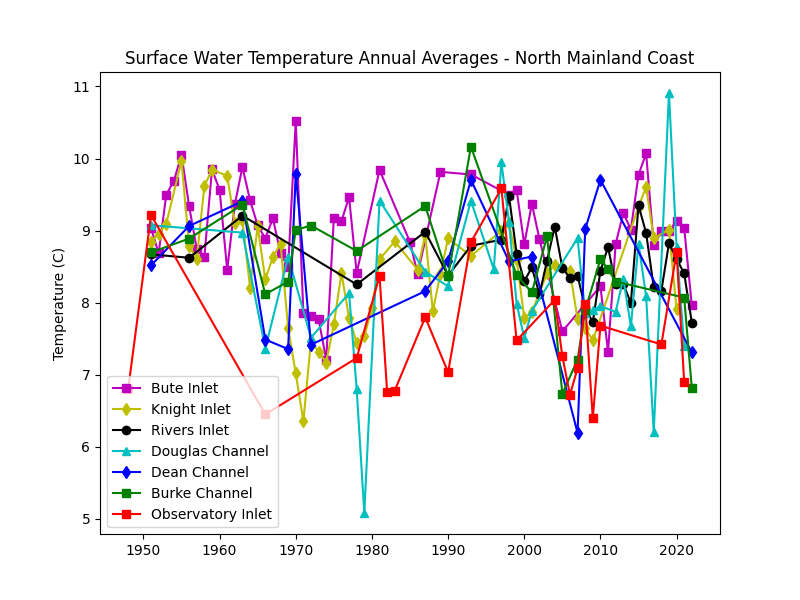 Surface Water Temperature Annual Averages - North Mainland Coast
Temperature (C)
11
10
9
8
7
6
5
Bute Inlet
Knight Inlet
Rivers Inlet
Douglas Channel
Dean Channel
Burke Channel
Observatory Inlet
1950 1960 1970 1980 1990 2000 2010 2020